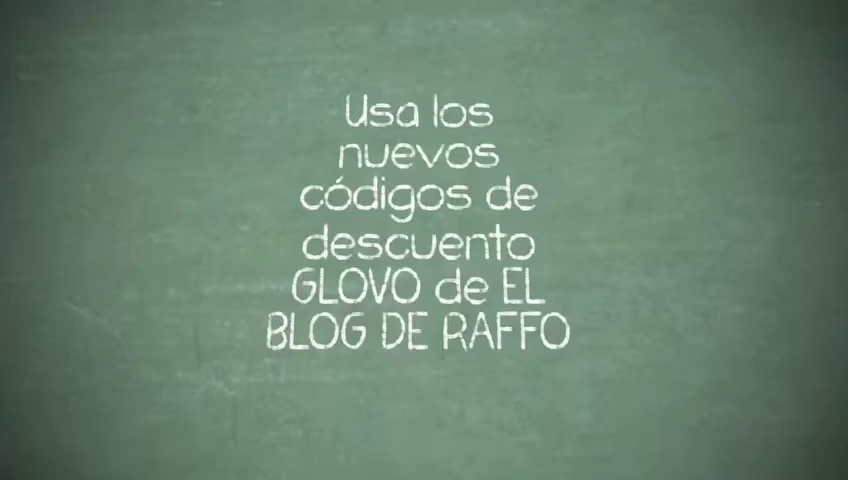 Usa los
nuevos
códigos de
descuento
GLOVO de EL
BLOG DE RAFFO